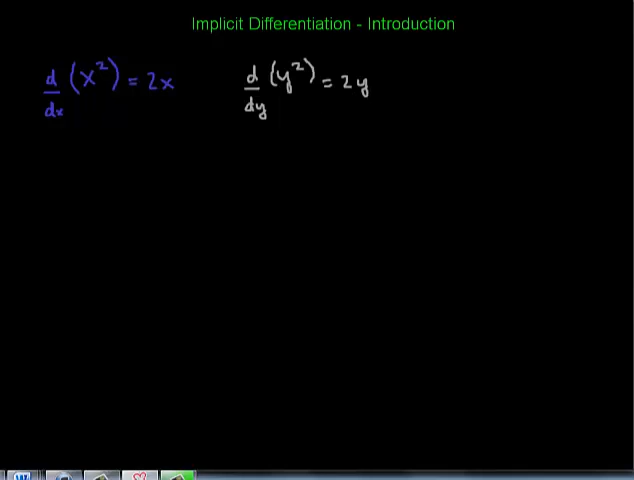 Implicit Differentiation - Introduction
d/dx (x²) = 2x
d/dy (y²) = 2y